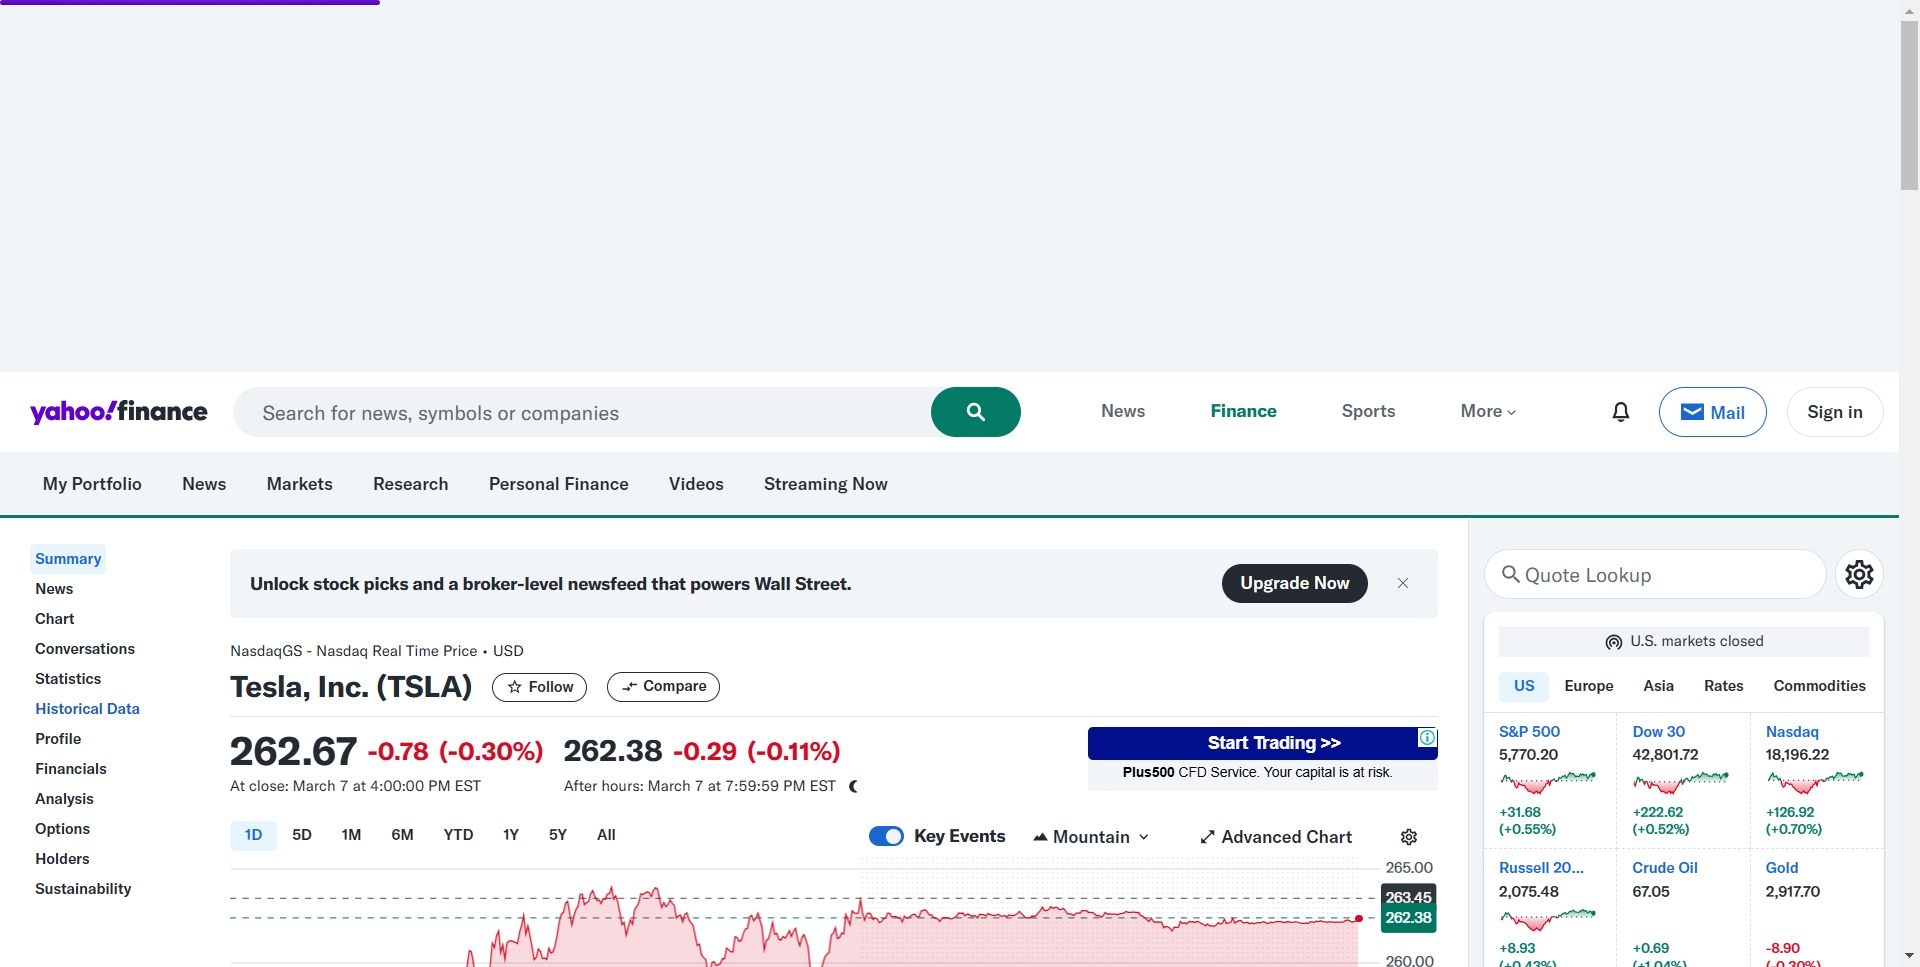 yahoo!finance
Search for news, symbols or companies
News
Finance
Sports
More
Mail
Sign in
My Portfolio
News
Markets
Research
Personal Finance
Videos
Streaming Now
Summary
News
Chart
Conversations
Statistics
Historical Data
Profile
Financials
Analysis
Options
Holders
Sustainability
Unlock stock picks and a broker-level newsfeed that powers Wall Street.
Upgrade Now
NasdaqGS - Nasdaq Real Time Price • USD
Tesla, Inc. (TSLA)
Follow
Compare
262.67 -0.78 (-0.30%)
At close: March 7 at 4:00:00 PM EST
262.38 -0.29 (-0.11%)
After hours: March 7 at 7:59:59 PM EST
Start Trading >>
Plus500 CFD Service. Your capital is at risk.
1D
5D
1M
6M
YTD
1Y
5Y
All
Key Events
Mountain
Advanced Chart
265.00
263.45
262.38
260.00
Quote Lookup
U.S. markets closed
US
Europe
Asia
Rates
Commodities
S&P 500
5,770.20
+31.68
(+0.55%)
Dow 30
42,801.72
+222.62
(+0.52%)
Nasdaq
18,196.22
+126.92
(+0.70%)
Russell 20...
2,075.48
+8.93
(+0.43%)
Crude Oil
67.05
+0.69
(+1.04%)
Gold
2,917.70
-8.90
(-0.30%)